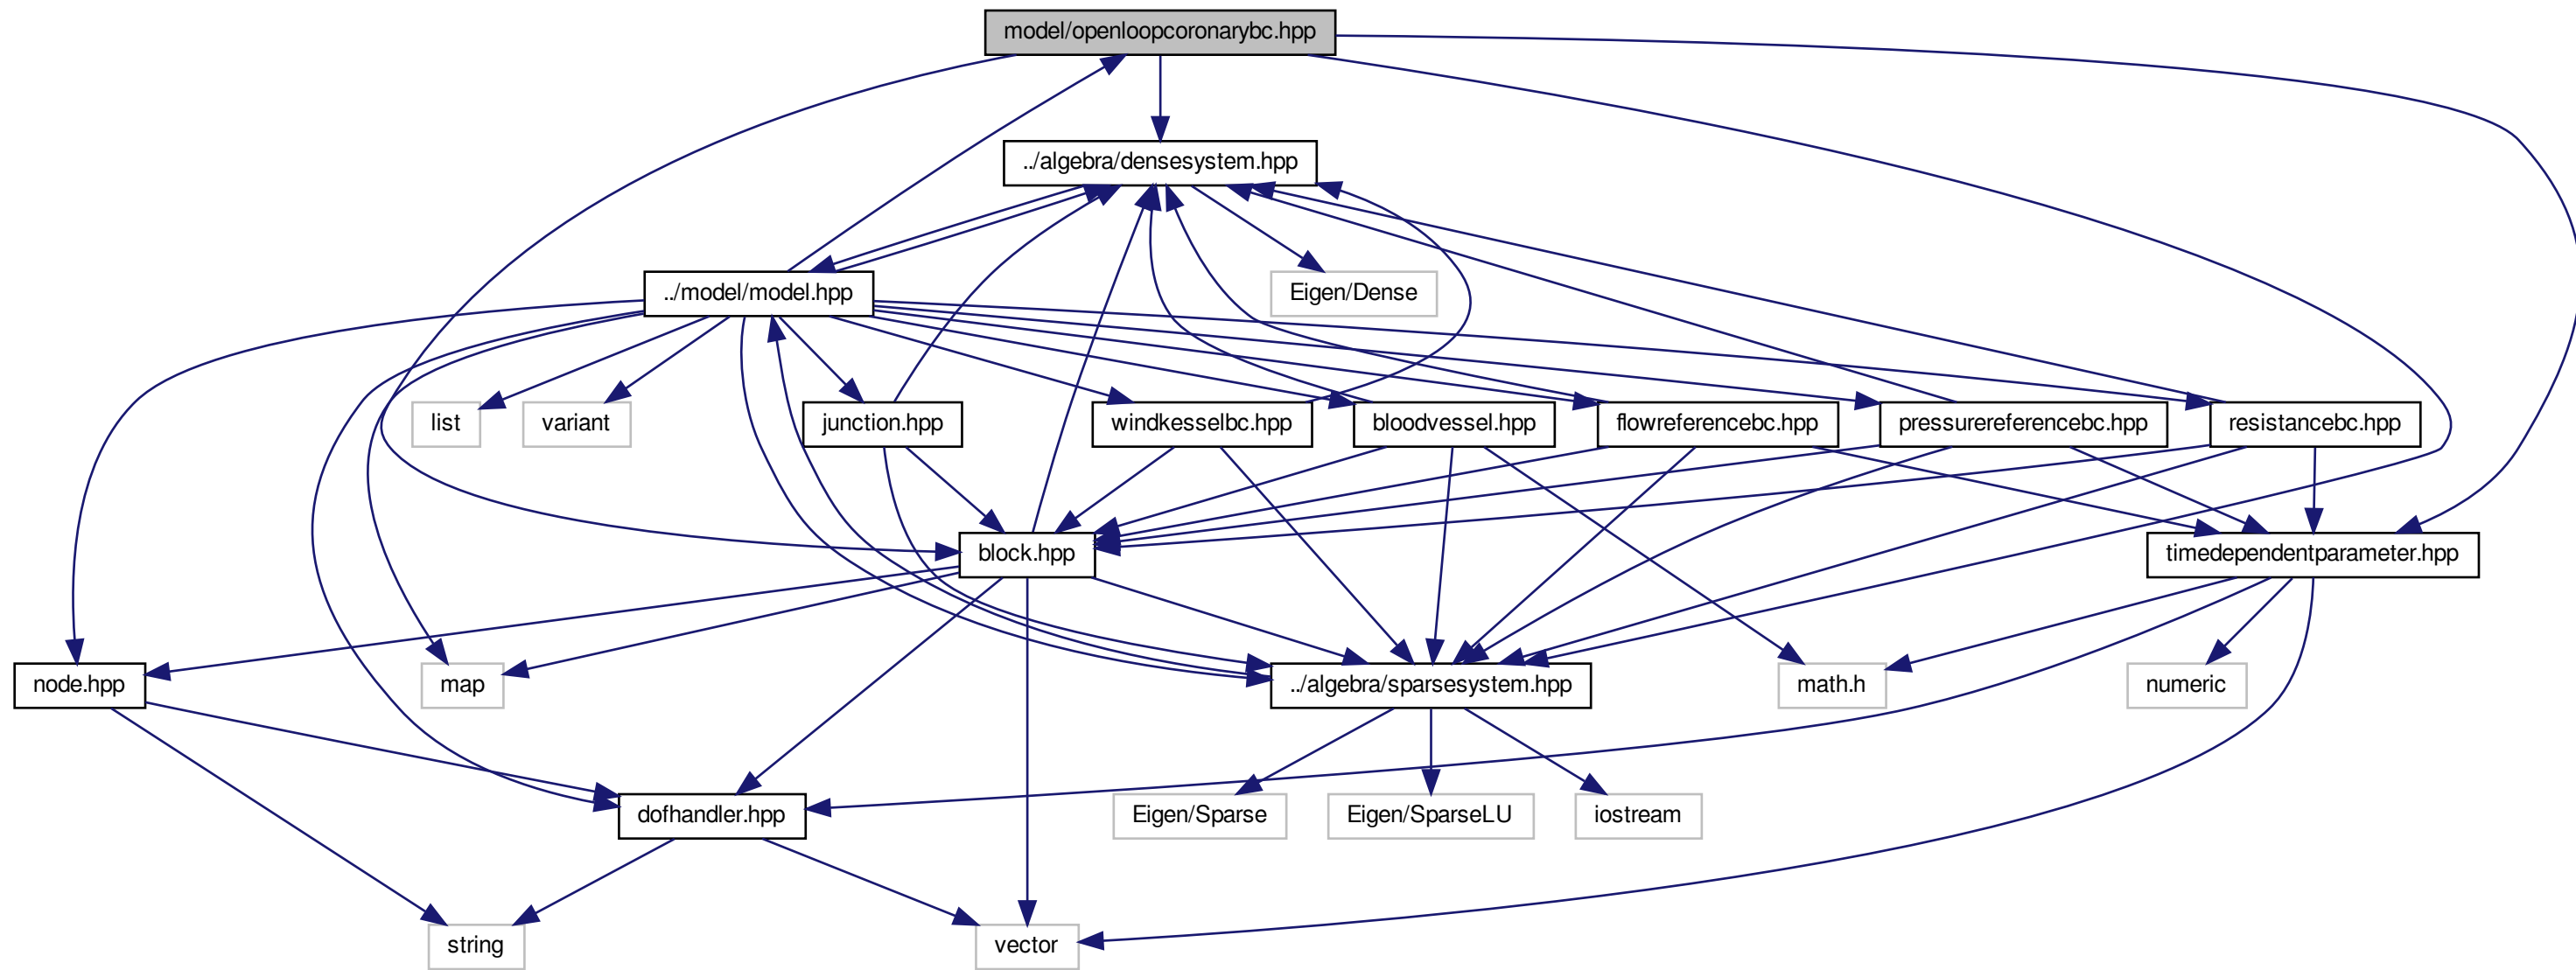 model/openloopcoronarybc.hpp
../algebra/densesystem.hpp
../model/model.hpp
Eigen/Dense
list
variant
junction.hpp
windkesselbc.hpp
bloodvessel.hpp
flowreferencebc.hpp
pressurereferencebc.hpp
resistancebc.hpp
block.hpp
timedependentparameter.hpp
node.hpp
map
../algebra/sparsesystem.hpp
math.h
numeric
dofhandler.hpp
Eigen/Sparse
Eigen/SparseLU
iostream
string
vector